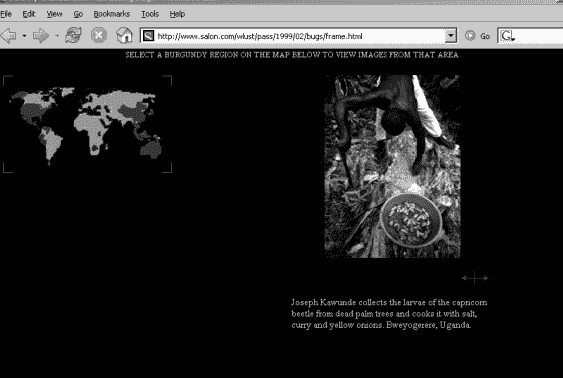 File Edit View Go Bookmarks Tools Help
http://www.salon.com/wlust/pass/1999/02/bugs/frame.html Go G
SELECT A BURGUNDY REGION ON THE MAP BELOW TO VIEW IMAGES FROM THAT AREA.
Joseph Kawunde collects the larvae of the capricorn
beetle from dead palm trees and cooks it with salt,
curry and yellow onions. Bweyogerere, Uganda.